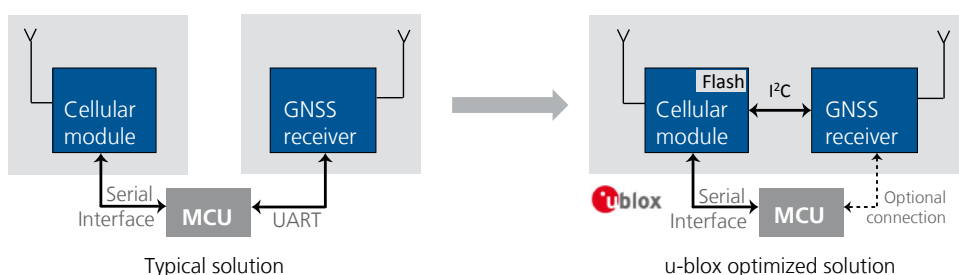 Cellular
module
GNSS
receiver
Serial
Interface
MCU
UART
Typical solution
Flash
Cellular
module
I²C
GNSS
receiver
ublox
Serial
Interface
MCU
Optional
connection
u-blox optimized solution